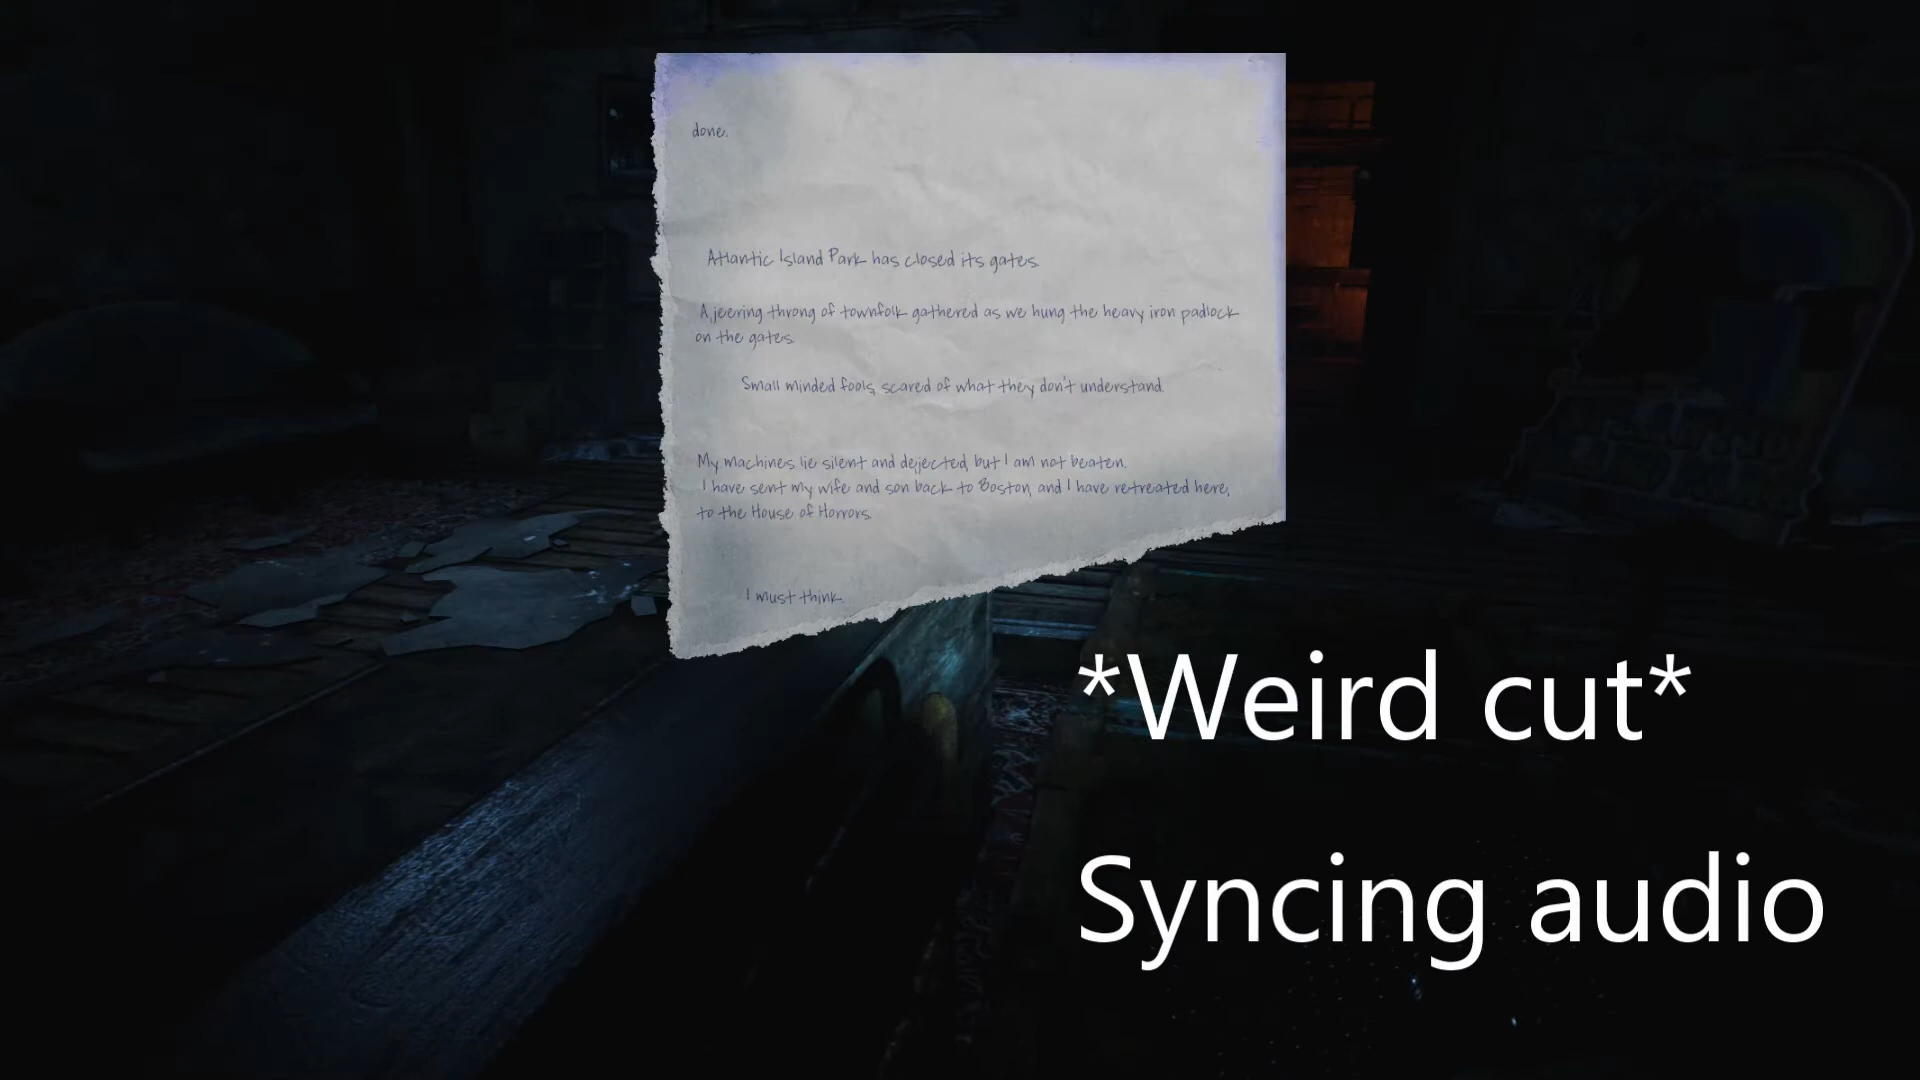 done.
Atlantic Island Park has closed its gates.
A jeering throng of townfolk gathered as we hung the heavy iron padlock
on the gates.
Small minded fools, scared of what they don't understand.
My machines lie silent and dejected, but I am not beaten.
I have sent my wife and son back to Boston, and I have retreated here,
to the House of Horrors.
I must think.
*Weird cut*
Syncing audio